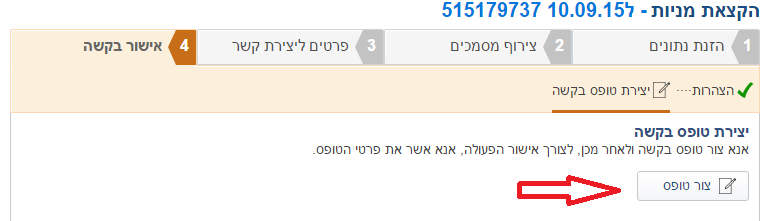 הקצאת מניות - ל10.09.15 515179737
1 הזנת נתונים 2 צירוף מסמכים 3 פרטים ליצירת קשר 4 אישור בקשה
הצהרות···· יצירת טופס בקשה
יצירת טופס בקשה
אנא צור טופס בקשה ולאחר מכן, לצורך אישור הפעולה, אנא אשר את פרטי הטופס.
צור טופס